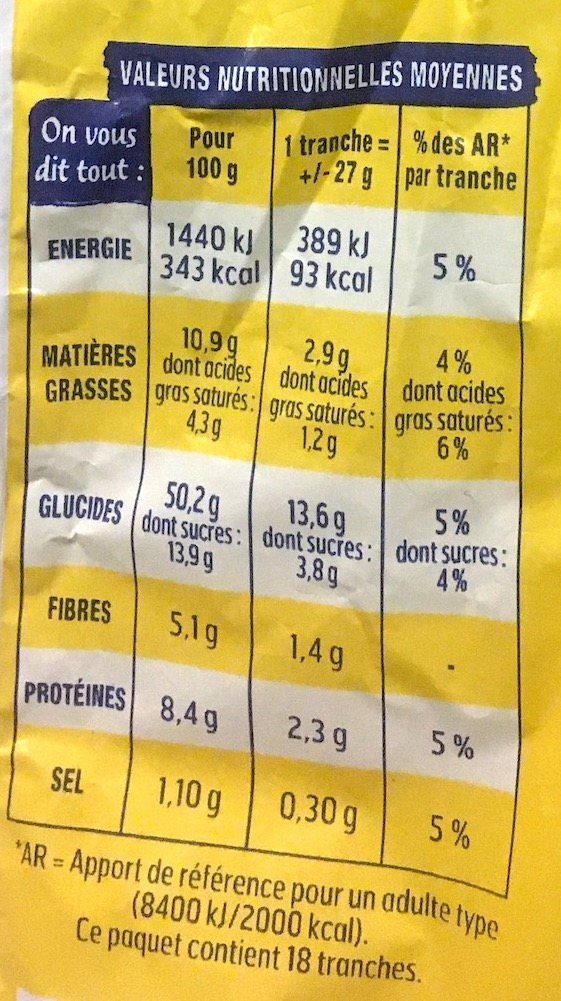 VALEURS NUTRITIONNELLES MOYENNES
On vous dit tout : Pour 100 g 1 tranche = +/- 27 g % des AR* par tranche
ENERGIE 1440 kJ 343 kcal 389 kJ 93 kcal 5 %
MATIÈRES GRASSES 10,9 g dont acides gras saturés : 4,3 g 2,9 g dont acides gras saturés : 1,2 g 4 % dont acides gras saturés : 6 %
GLUCIDES 50,2 g dont sucres : 13,9 g 13,6 g dont sucres : 3,8 g 5 % dont sucres : 4 %
FIBRES 5,1 g 1,4 g -
PROTÉINES 8,4 g 2,3 g 5 %
SEL 1,10 g 0,30 g 5 %
*AR = Apport de référence pour un adulte type
(8400 kJ/2000 kcal).
Ce paquet contient 18 tranches.